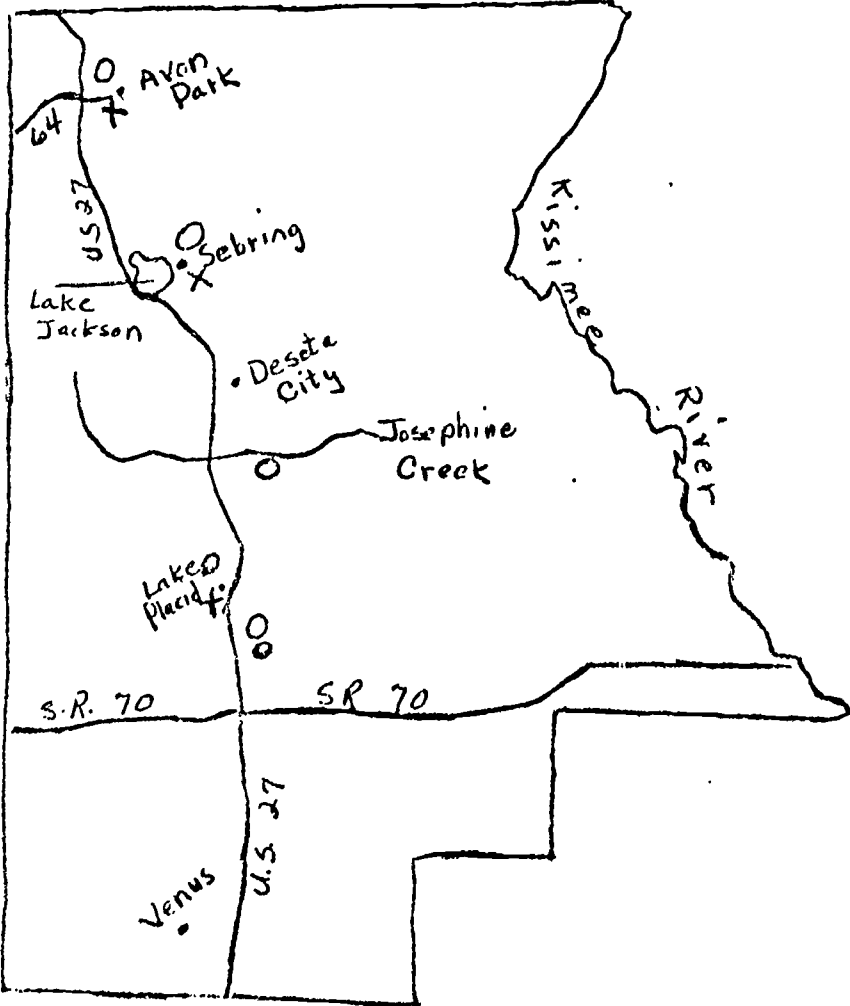 O Avon
Park
X
64
US 27
O Sebring
X
Lake
Jackson
Kissimee
River
Deseta
City
Josephine
Creek
O
Lake O
Placid X
O
O
S.R. 70
SR 70
U.S. 27
Venus